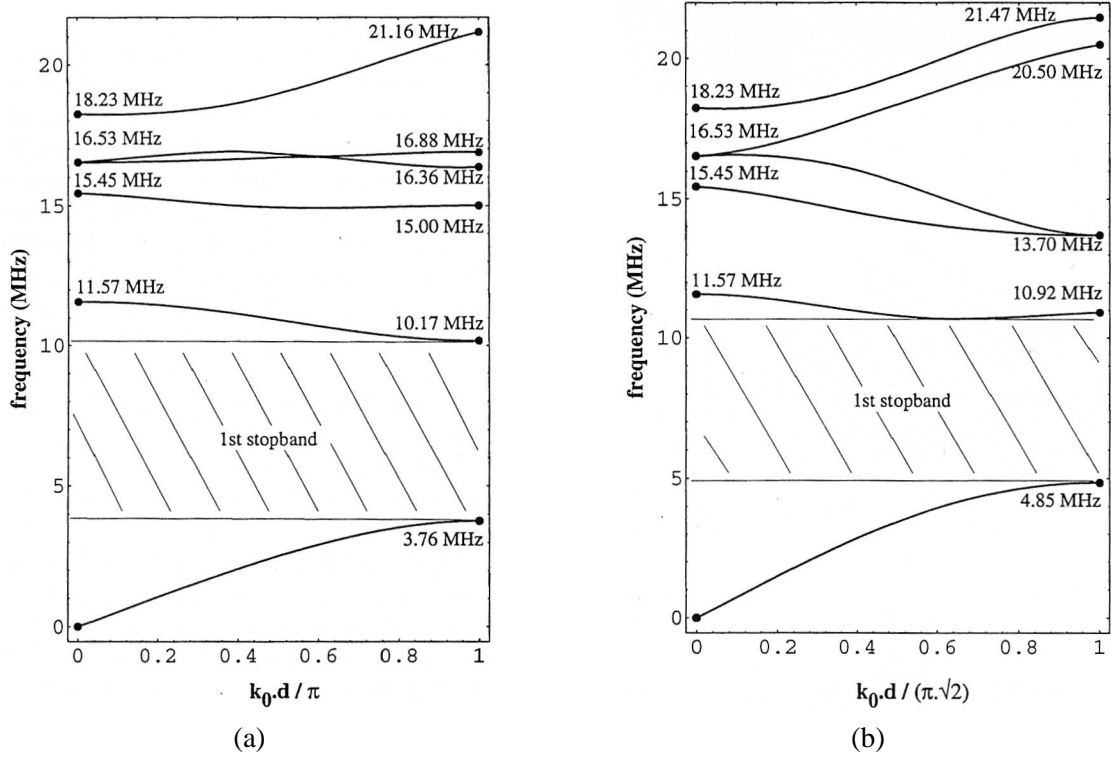 21.16 MHz
20
18.23 MHz
16.53 MHz
16.88 MHz
16.36 MHz
15.45 MHz
15
15.00 MHz
11.57 MHz
10.17 MHz
10
1st stopband
5
3.76 MHz
0
0 0.2 0.4 0.6 0.8 1
frequency (MHz)
k0.d / π
(a)
21.47 MHz
20
20.50 MHz
18.23 MHz
16.53 MHz
15.45 MHz
15
13.70 MHz
11.57 MHz
10.92 MHz
10
1st stopband
5
4.85 MHz
0
0 0.2 0.4 0.6 0.8 1
frequency (MHz)
k0.d / (π.√2)
(b)